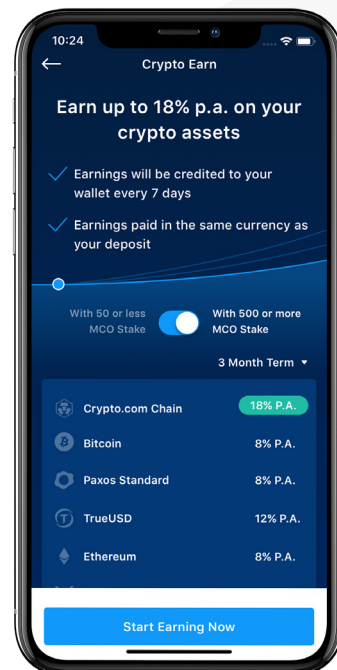 10:24
Crypto Earn
Earn up to 18% p.a. on your
crypto assets
Earnings will be credited to your
wallet every 7 days
Earnings paid in the same currency as
your deposit
With 50 or less
MCO Stake
With 500 or more
MCO Stake
3 Month Term
Crypto.com Chain 18% P.A.
Bitcoin 8% P.A.
Paxos Standard 8% P.A.
TrueUSD 12% P.A.
Ethereum 8% P.A.
Start Earning Now